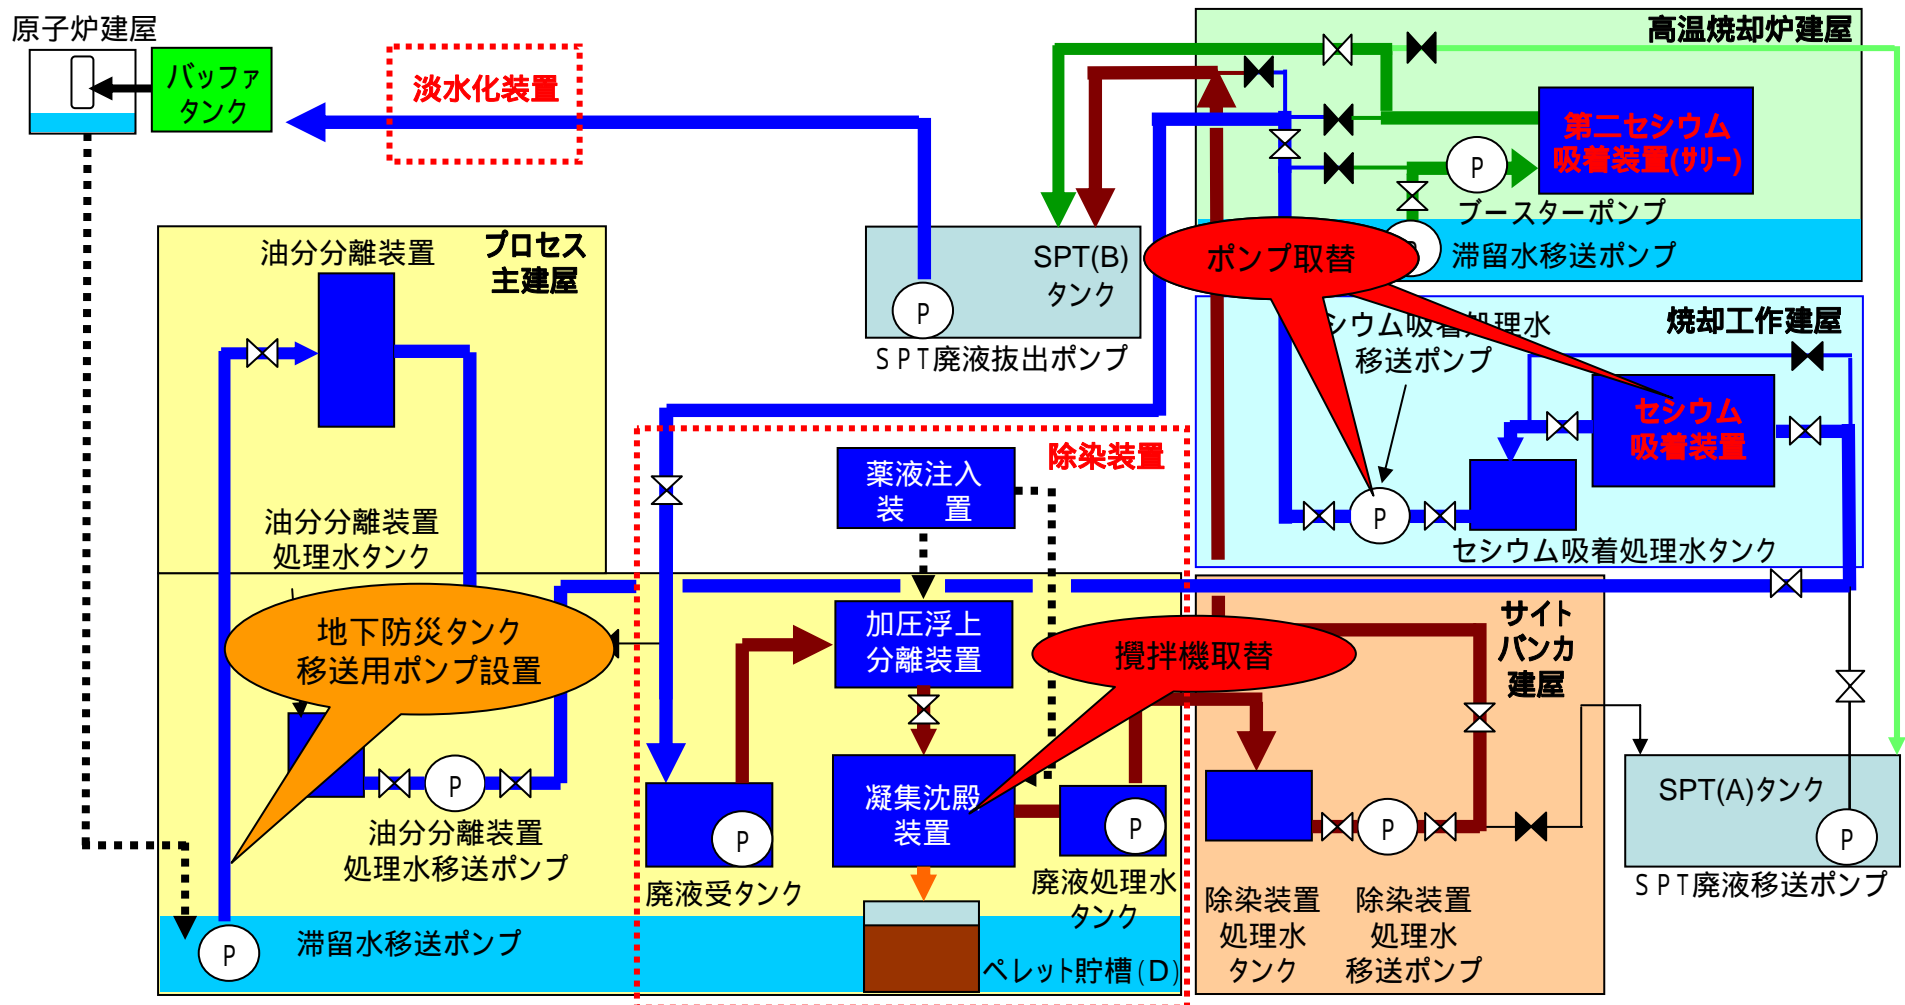 原子炉建屋
バッファ
タンク
淡水化装置
高温焼却炉建屋
第二セシウム
吸着装置(サリー)
P
ブースターポンプ
滞留水移送ポンプ
ポンプ取替
SPT(B)
タンク
P
SPT廃液抜出ポンプ
プロセス
主建屋
油分分離装置
焼却工作建屋
シウム吸着処理水
移送ポンプ
セシウム
吸着装置
P
セシウム吸着処理水タンク
油分分離装置
処理水タンク
除染装置
薬液注入
装 置
地下防災タンク
移送用ポンプ設置
加圧浮上
分離装置
攪拌機取替
サイト
バンカ
建屋
P
油分分離装置
処理水移送ポンプ
P
廃液受タンク
凝集沈殿
装置
P
廃液処理水
タンク
P
除染装置
処理水
タンク
除染装置
処理水
移送ポンプ
SPT(A)タンク
P
SPT廃液移送ポンプ
P
滞留水移送ポンプ
ペレット貯槽(D)